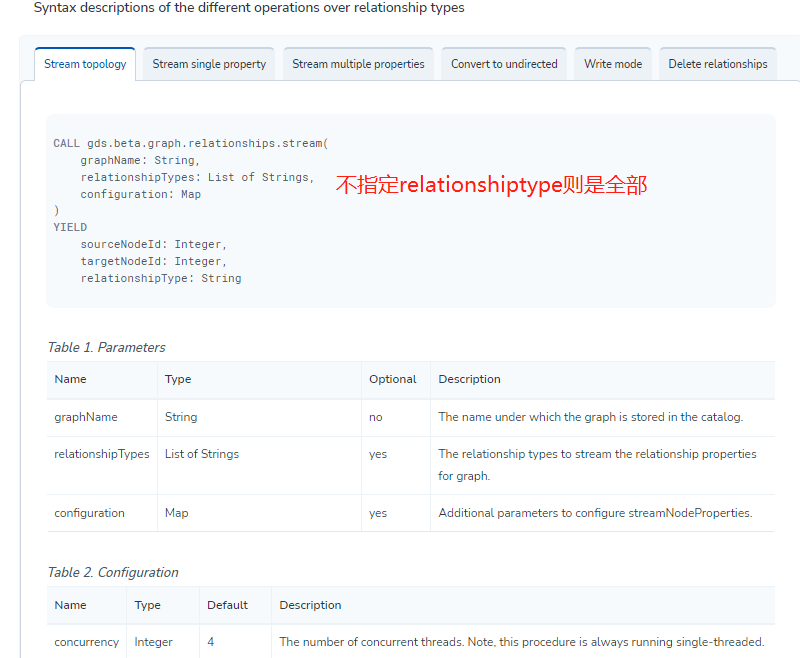 Syntax descriptions of the different operations over relationship types
Stream topology Stream single property Stream multiple properties Convert to undirected Write mode Delete relationships
CALL gds.beta.graph.relationships.stream(
graphName: String,
relationshipTypes: List of Strings,
不指定relationshiptype则是全部
configuration: Map
)
YIELD
sourceNodeId: Integer,
targetNodeId: Integer,
relationshipType: String
Table 1. Parameters
Name Type Optional Description
graphName String no The name under which the graph is stored in the catalog.
relationshipTypes List of Strings yes The relationship types to stream the relationship properties
for graph.
configuration Map yes Additional parameters to configure streamNodeProperties.
Table 2. Configuration
Name Type Default Description
concurrency Integer 4 The number of concurrent threads. Note, this procedure is always running single-threaded.